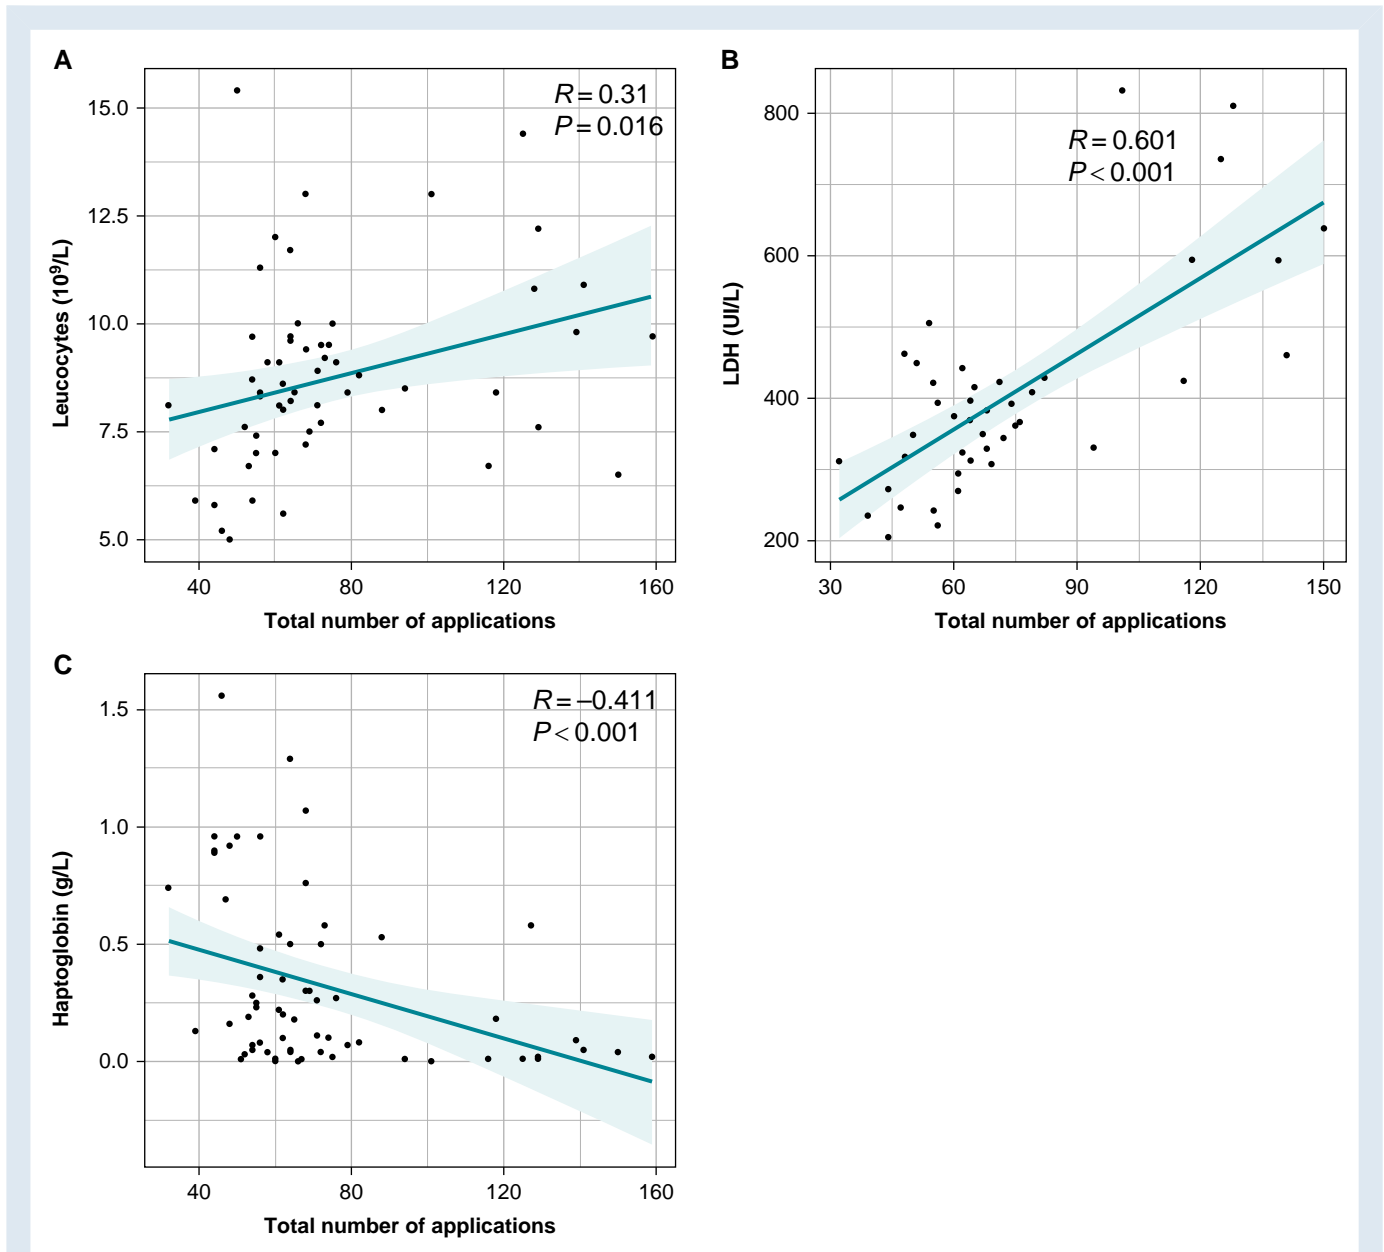 A
R = 0.31
P = 0.016
15.0
12.5
10.0
7.5
5.0
Leucocytes (10⁹/L)
40 80 120 160
Total number of applications
B
R = 0.601
P < 0.001
800
600
400
200
LDH (UI/L)
30 60 90 120 150
Total number of applications
C
R = –0.411
P < 0.001
1.5
1.0
0.5
0.0
Haptoglobin (g/L)
40 80 120 160
Total number of applications